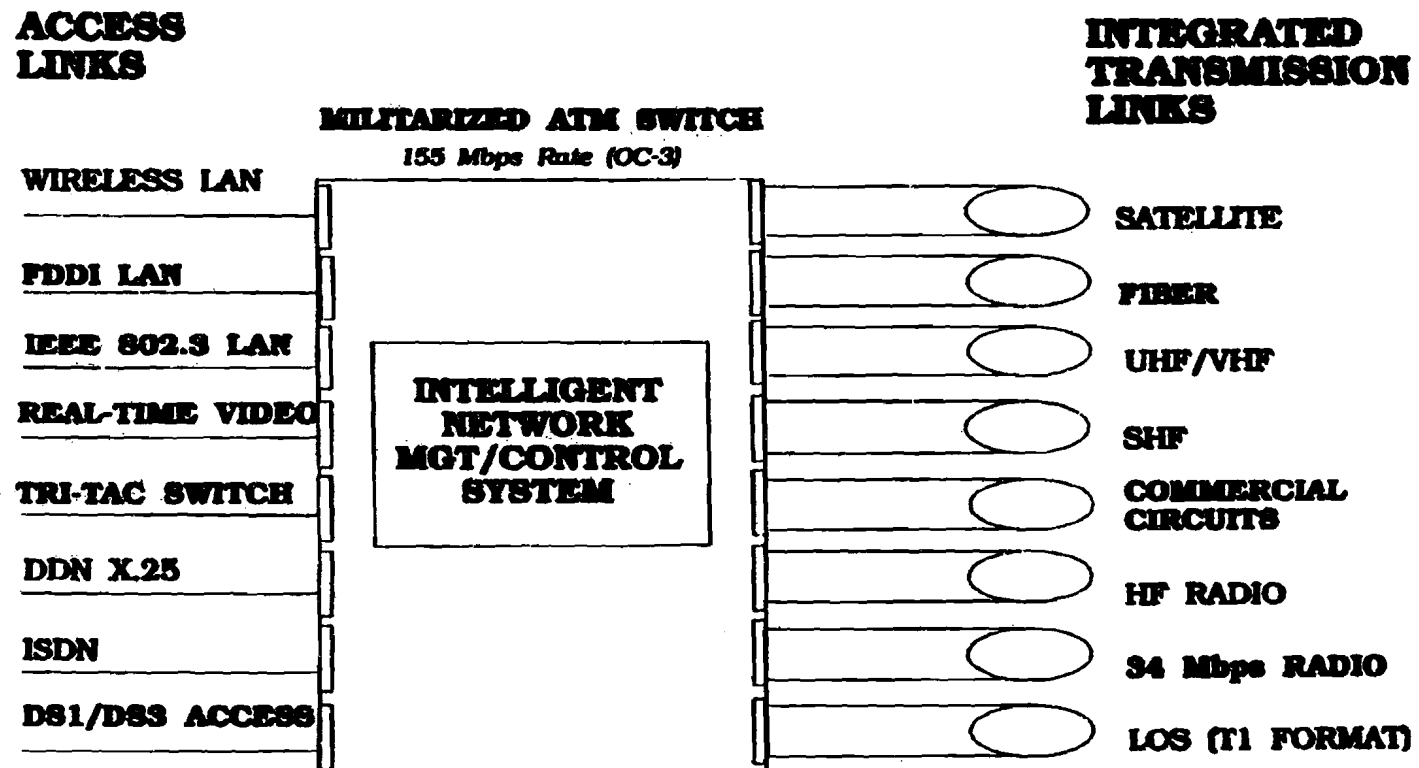 ACCESS
LINKS
INTEGRATED
TRANSMISSION
LINKS
MILITARIZED ATM SWITCH
155 Mbps Rate (OC-3)
WIRELESS LAN
FDDI LAN
IEEE 802.3 LAN
REAL-TIME VIDEO
TRI-TAC SWITCH
DDN X.25
ISDN
DS1/DS3 ACCESS
INTELLIGENT
NETWORK
MGT/CONTROL
SYSTEM
SATELLITE
FIBER
UHF/VHF
SHF
COMMERCIAL
CIRCUITS
HF RADIO
34 Mbps RADIO
LOS (T1 FORMAT)